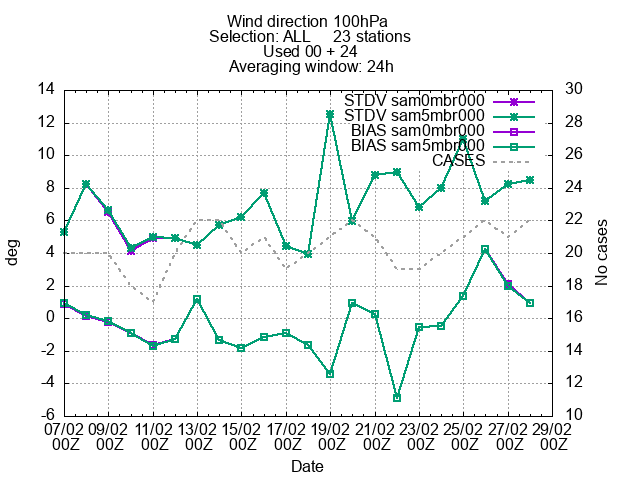 Wind direction 100hPa
Selection: ALL 23 stations
Used 00 + 24
Averaging window: 24h
STDV sam0mbr000
STDV sam5mbr000
BIAS sam0mbr000
BIAS sam5mbr000
CASES
14
12
10
8
6
4
2
0
-2
-4
-6
deg
30
28
26
24
22
20
18
16
14
12
10
No cases
07/02 09/02 11/02 13/02 15/02 17/02 19/02 21/02 23/02 25/02 27/02 29/02
00Z 00Z 00Z 00Z 00Z 00Z 00Z 00Z 00Z 00Z 00Z 00Z
Date